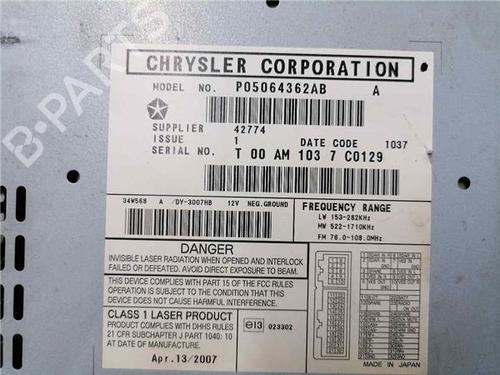 CHRYSLER CORPORATION
MODEL NO. P05064362AB A
SUPPLIER 42774
ISSUE 1 DATE CODE 1037
SERIAL NO. T 00 AM 103 7 C0129
34W568 A /DY-3007HB 12V NEG.GROUND
FREQUENCY RANGE
LW 153-282KHz
MW 522-1710KHz
FM 76.0-108.0MHz
DANGER
INVISIBLE LASER RADIATION WHEN OPENED AND INTERLOCK
FAILED OR DEFEATED. AVOID DIRECT EXPOSURE TO BEAM.
THIS DEVICE COMPLIES WITH PART 15 OF THE FCC RULES
OPERATION IS SUBJECT TO THE CONDITION THAT THIS
DEVICE DOES NOT CAUSE HARMFUL INTERFERENCE
CLASS 1 LASER PRODUCT
PRODUCT COMPLIES WITH DHHS RULES
21 CFR SUBCHAPTER J PART 1040: 10
AT DATE OF MANUFACTURE.
Apr.13/2007
e13 023302
MADE IN JAPAN
B-PARTS